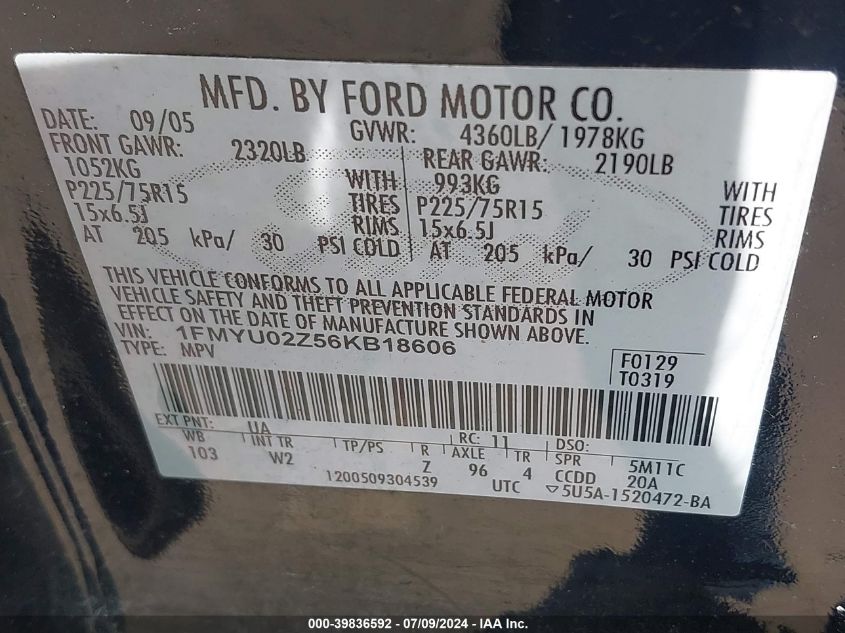 MFD. BY FORD MOTOR CO.
DATE: 09/05 GVWR: 4360LB/ 1978KG
FRONT GAWR: 2320LB REAR GAWR: 2190LB
1052KG WITH 993KG WITH
P225/75R15 TIRES P225/75R15 TIRES
15x6.5J RIMS 15x6.5J RIMS
AT 205 kPa/ 30 PSI COLD AT 205 kPa/ 30 PSI COLD
THIS VEHICLE CONFORMS TO ALL APPLICABLE FEDERAL MOTOR
VEHICLE SAFETY AND THEFT PREVENTION STANDARDS IN
EFFECT ON THE DATE OF MANUFACTURE SHOWN ABOVE.
VIN: 1FMYU02Z56KB18606
TYPE: MPV
F0129
T0319
EXT PNT: UA RC: 11 DSO:
WB INT TR TP/PS R AXLE TR SPR 5M11C
103 W2 Z 96 4 CCDD 20A
1200509304539 UTC ▽5U5A-1520472-BA
000-39836592 - 07/09/2024 - IAA Inc.